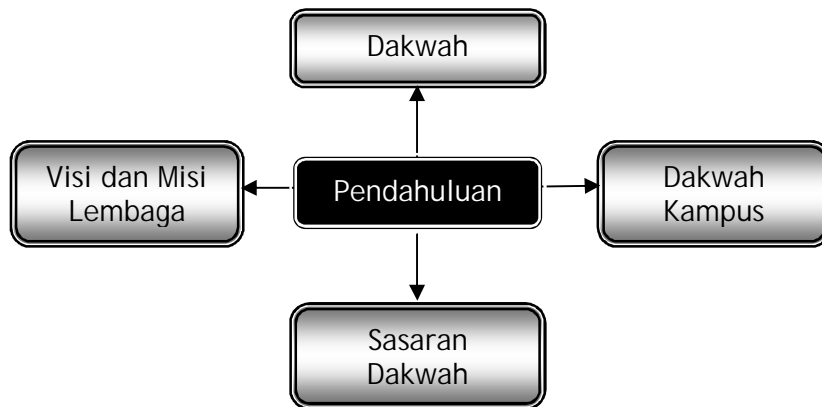 Dakwah
Visi dan Misi
Lembaga
Pendahuluan
Dakwah
Kampus
Sasaran
Dakwah